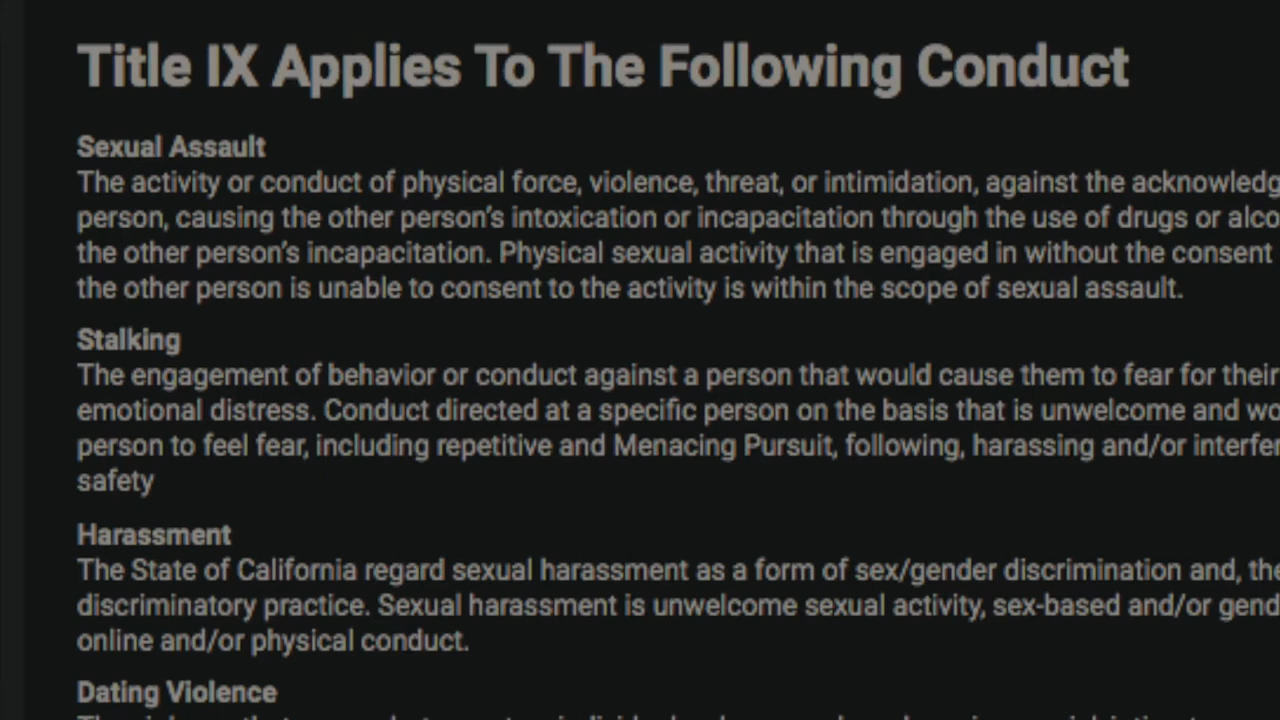 Title IX Applies To The Following Conduct
Sexual Assault
The activity or conduct of physical force, violence, threat, or intimidation, against the acknowledg
person, causing the other person’s intoxication or incapacitation through the use of drugs or alco
the other person’s incapacitation. Physical sexual activity that is engaged in without the consent
the other person is unable to consent to the activity is within the scope of sexual assault.
Stalking
The engagement of behavior or conduct against a person that would cause them to fear for their
emotional distress. Conduct directed at a specific person on the basis that is unwelcome and wo
person to feel fear, including repetitive and Menacing Pursuit, following, harassing and/or interfer
safety
Harassment
The State of California regard sexual harassment as a form of sex/gender discrimination and, the
discriminatory practice. Sexual harassment is unwelcome sexual activity, sex-based and/or gend
online and/or physical conduct.
Dating Violence